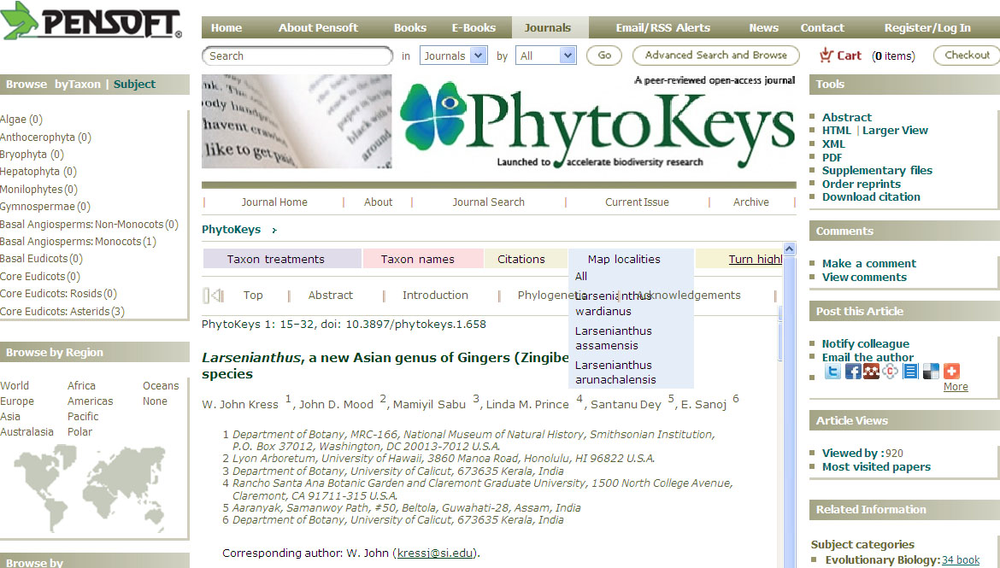 PENSOFT®
Home About Pensoft Books E-Books Journals Email/RSS Alerts News Contact Register/Log In
Search in Journals by All Go Advanced Search and Browse Cart (0 items) Checkout
Browse byTaxon | Subject
Algae (0)
Anthocerophyta (0)
Bryophyta (0)
Hepatophyta (0)
Monilophytes (0)
Gymnospermae (0)
Basal Angiosperms: Non-Monocots (0)
Basal Angiosperms: Monocots (1)
Basal Eudicots (0)
Core Eudicots (0)
Core Eudicots: Rosids (0)
Core Eudicots: Asterids (3)
Browse by Region
World Africa Oceans
Europe Americas None
Asia Pacific
Australasia Polar
Browse by
nk. These
ody handwr
havent
like to get paid
around
A peer-reviewed open-access journal
PhytoKeys
Launched to accelerate biodiversity research
Journal Home About Journal Search Current Issue Archive
PhytoKeys ›
Taxon treatments Taxon names Citations Map localities Turn highl
All
Larsenianthus
wardianus
Larsenianthus
assamensis
Larsenianthus
arunachalensis
Top Abstract Introduction Phylogenetic Acknowledgements
PhytoKeys 1: 15–32, doi: 10.3897/phytokeys.1.658
Larsenianthus, a new Asian genus of Gingers (Zingibe
species
W. John Kress 1, John D. Mood 2, Mamiyil Sabu 3, Linda M. Prince 4, Santanu Dey 5, E. Sanoj 6
1 Department of Botany, MRC-166, National Museum of Natural History, Smithsonian Institution,
P.O. Box 37012, Washington, DC 20013-7012 U.S.A.
2 Lyon Arboretum, University of Hawaii, 3860 Manoa Road, Honolulu, HI 96822 U.S.A.
3 Department of Botany, University of Calicut, 673635 Kerala, India
4 Rancho Santa Ana Botanic Garden and Claremont Graduate University, 1500 North College Avenue,
Claremont, CA 91711-315 U.S.A.
5 Aaranyak, Samanwoy Path, #50, Beltola, Guwahati-28, Assam, India
6 Department of Botany, University of Calicut, 673635 Kerala, India
Corresponding author: W. John (kressj@si.edu).
Tools
Abstract
HTML | Larger View
XML
PDF
Supplementary files
Order reprints
Download citation
Comments
Make a comment
View comments
Post this Article
Notify colleague
Email the author
More
Article Views
Viewed by : 920
Most visited papers
Related Information
Subject categories
Evolutionary Biology: 34 book